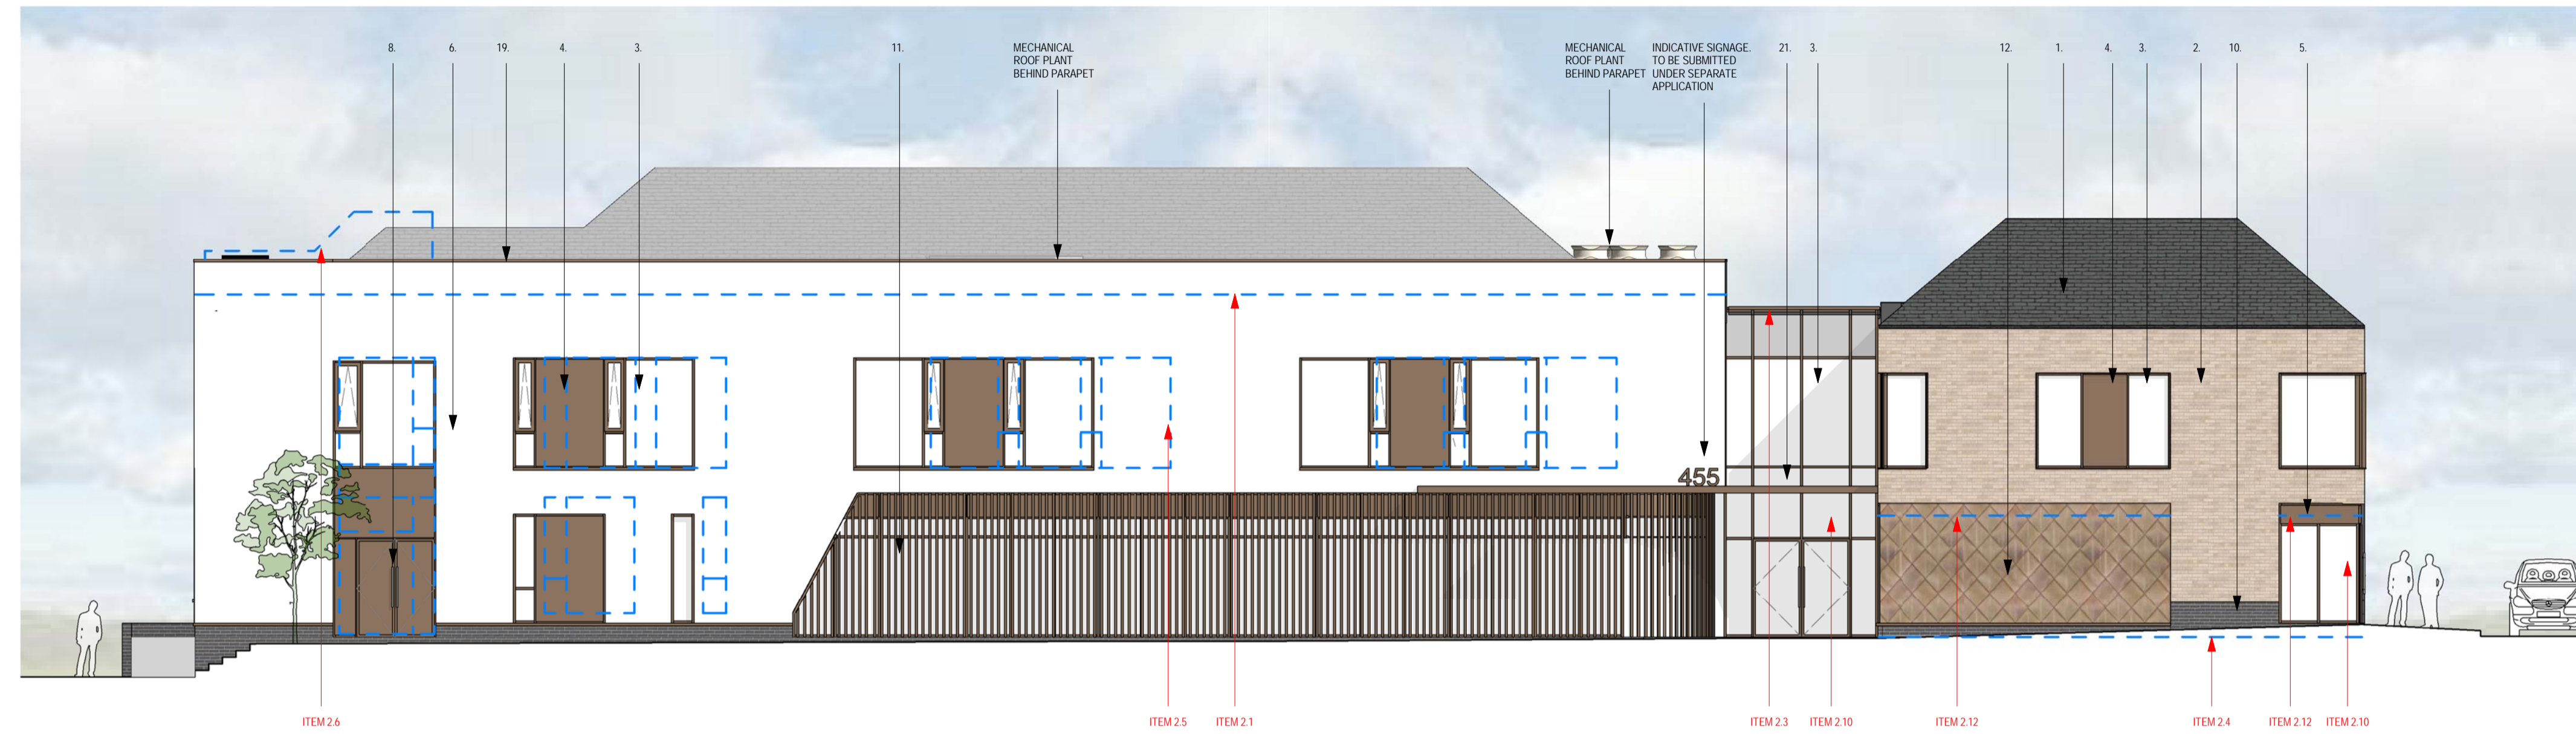 8.
6.
19.
4.
3.
11.
MECHANICAL
ROOF PLANT
BEHIND PARAPET
MECHANICAL
ROOF PLANT
BEHIND PARAPET
INDICATIVE SIGNAGE.
TO BE SUBMITTED
UNDER SEPARATE
APPLICATION
21.
3.
12.
1.
4.
3.
2.
10.
5.
455
ITEM 2.6
ITEM 2.5
ITEM 2.1
ITEM 2.3
ITEM 2.10
ITEM 2.12
ITEM 2.4
ITEM 2.12
ITEM 2.10